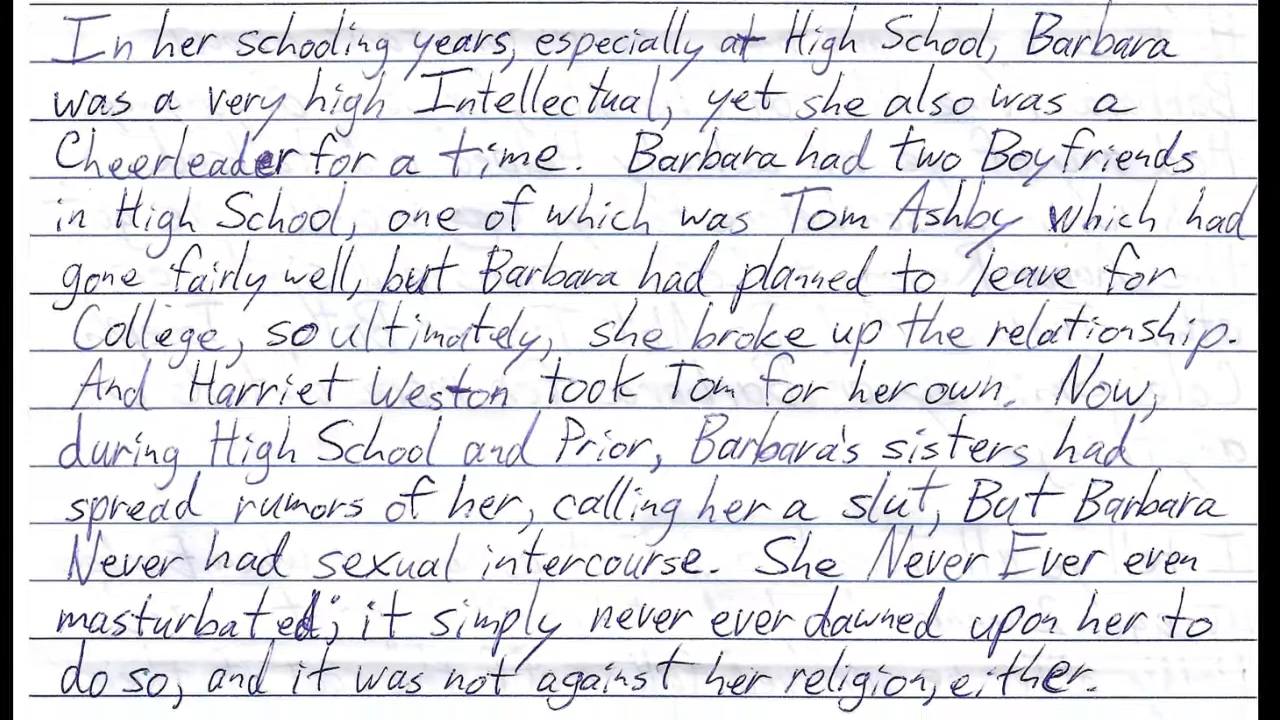 In her schooling years, especially at High School, Barbara
was a very high Intellectual, yet she also was a
Cheerleader for a time. Barbara had two Boyfriends
in High School, one of which was Tom Ashby which had
gone fairly well, but Barbara had planned to leave for
College, so ultimately, she broke up the relationship.
And Harriet Weston took Tom for her own. Now,
during High School and Prior, Barbara's sisters had
spread rumors of her, calling her a slut, But Barbara
Never had sexual intercourse. She Never Ever even
masturbated; it simply never ever dawned upon her to
do so, and it was not against her religion, either.